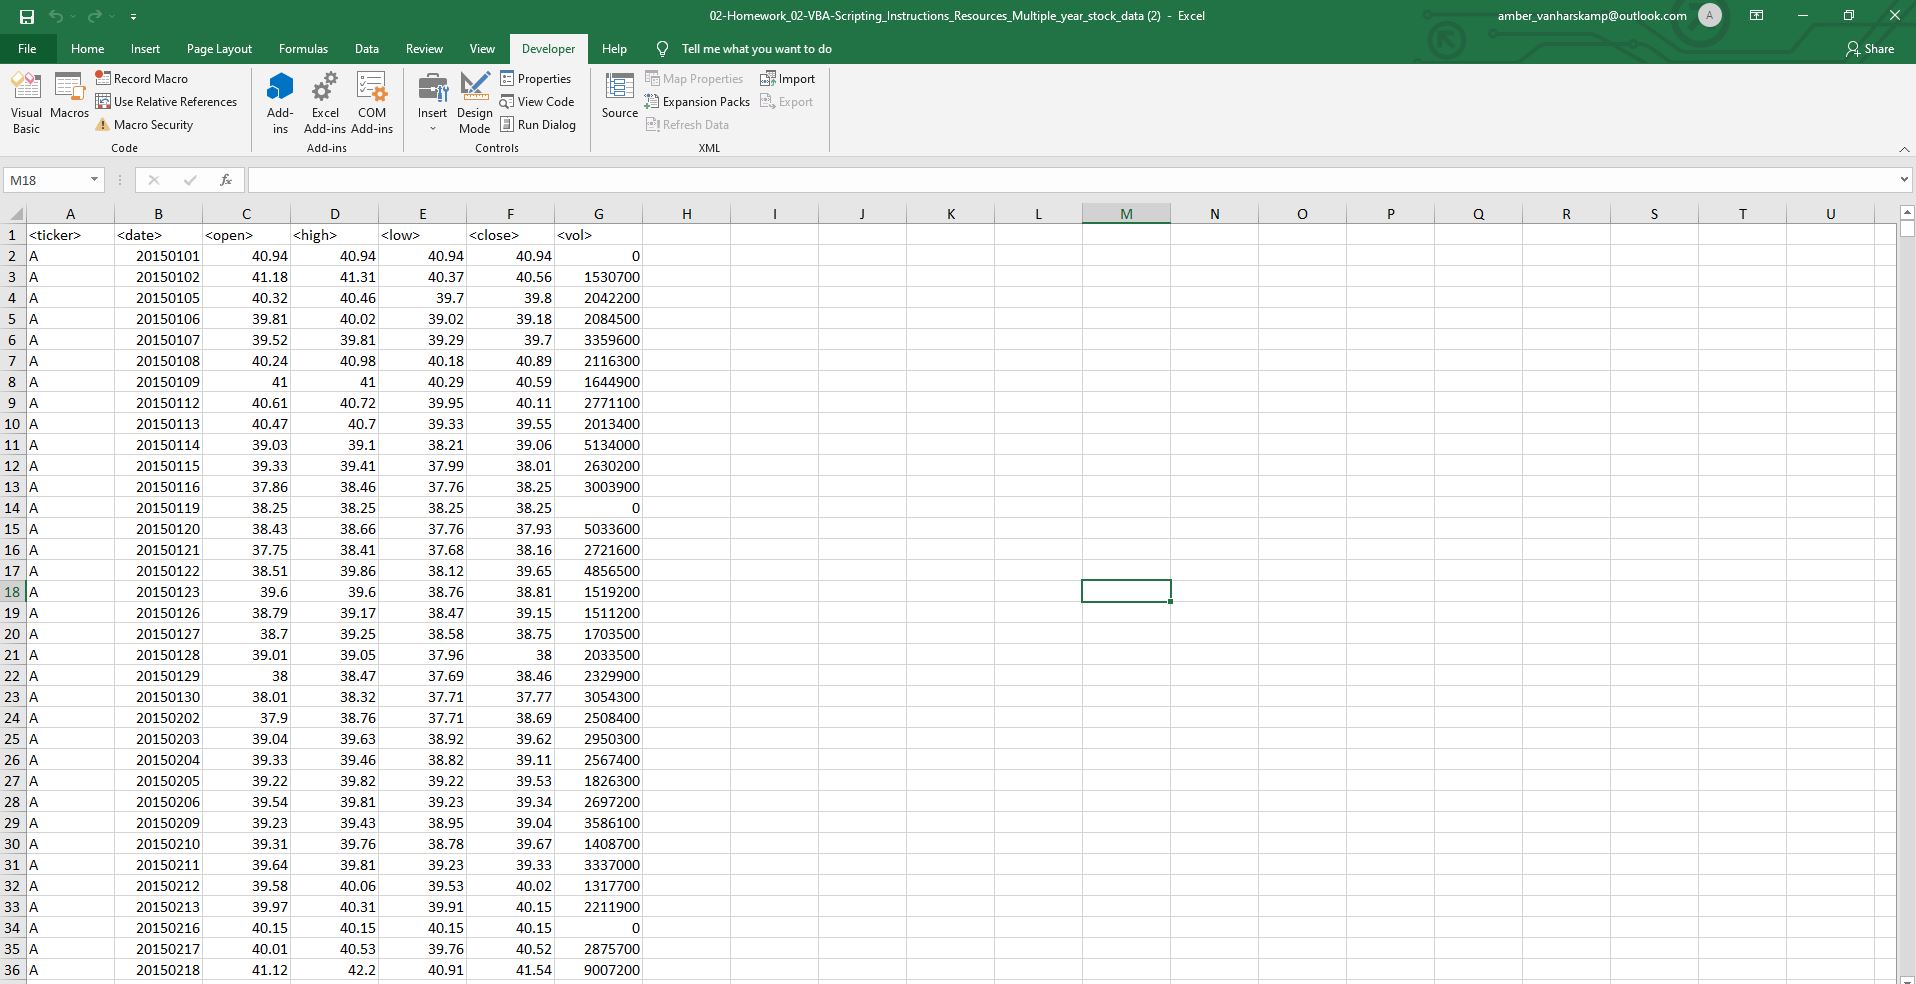 02-Homework_02-VBA-Scripting_Instructions_Resources_Multiple_year_stock_data (2) - Excel
amber_vanharskamp@outlook.com A
File Home Insert Page Layout Formulas Data Review View Developer Help Tell me what you want to do Share
Visual Basic
Macros
Record Macro
Use Relative References
Macro Security
Code
Add-ins
Excel Add-ins
COM Add-ins
Add-ins
Insert
Design Mode
Properties
View Code
Run Dialog
Controls
Source
Map Properties
Expansion Packs
Refresh Data
Import
Export
XML
M18 fx
A B C D E F G H I J K L M N O P Q R S T U
1 <ticker> <date> <open> <high> <low> <close> <vol>
2 A 20150101 40.94 40.94 40.94 40.94 0
3 A 20150102 41.18 41.31 40.37 40.56 1530700
4 A 20150105 40.32 40.46 39.7 39.8 2042200
5 A 20150106 39.81 40.02 39.02 39.18 2084500
6 A 20150107 39.52 39.81 39.29 39.7 3359600
7 A 20150108 40.24 40.98 40.18 40.89 2116300
8 A 20150109 41 41 40.29 40.59 1644900
9 A 20150112 40.61 40.72 39.95 40.11 2771100
10 A 20150113 40.47 40.7 39.33 39.55 2013400
11 A 20150114 39.03 39.1 38.21 39.06 5134000
12 A 20150115 39.33 39.41 37.99 38.01 2630200
13 A 20150116 37.86 38.46 37.76 38.25 3003900
14 A 20150119 38.25 38.25 38.25 38.25 0
15 A 20150120 38.43 38.66 37.76 37.93 5033600
16 A 20150121 37.75 38.41 37.68 38.16 2721600
17 A 20150122 38.51 39.86 38.12 39.65 4856500
18 A 20150123 39.6 39.6 38.76 38.81 1519200
19 A 20150126 38.79 39.17 38.47 39.15 1511200
20 A 20150127 38.7 39.25 38.58 38.75 1703500
21 A 20150128 39.01 39.05 37.96 38 2033500
22 A 20150129 38 38.47 37.69 38.46 2329900
23 A 20150130 38.01 38.32 37.71 37.77 3054300
24 A 20150202 37.9 38.76 37.71 38.69 2508400
25 A 20150203 39.04 39.63 38.92 39.62 2950300
26 A 20150204 39.33 39.46 38.82 39.11 2567400
27 A 20150205 39.22 39.82 39.22 39.53 1826300
28 A 20150206 39.54 39.81 39.23 39.34 2697200
29 A 20150209 39.23 39.43 38.95 39.04 3586100
30 A 20150210 39.31 39.76 38.78 39.67 1408700
31 A 20150211 39.64 39.81 39.23 39.33 3337000
32 A 20150212 39.58 40.06 39.53 40.02 1317700
33 A 20150213 39.97 40.31 39.91 40.15 2211900
34 A 20150216 40.15 40.15 40.15 40.15 0
35 A 20150217 40.01 40.53 39.76 40.52 2875700
36 A 20150218 41.12 42.2 40.91 41.54 9007200